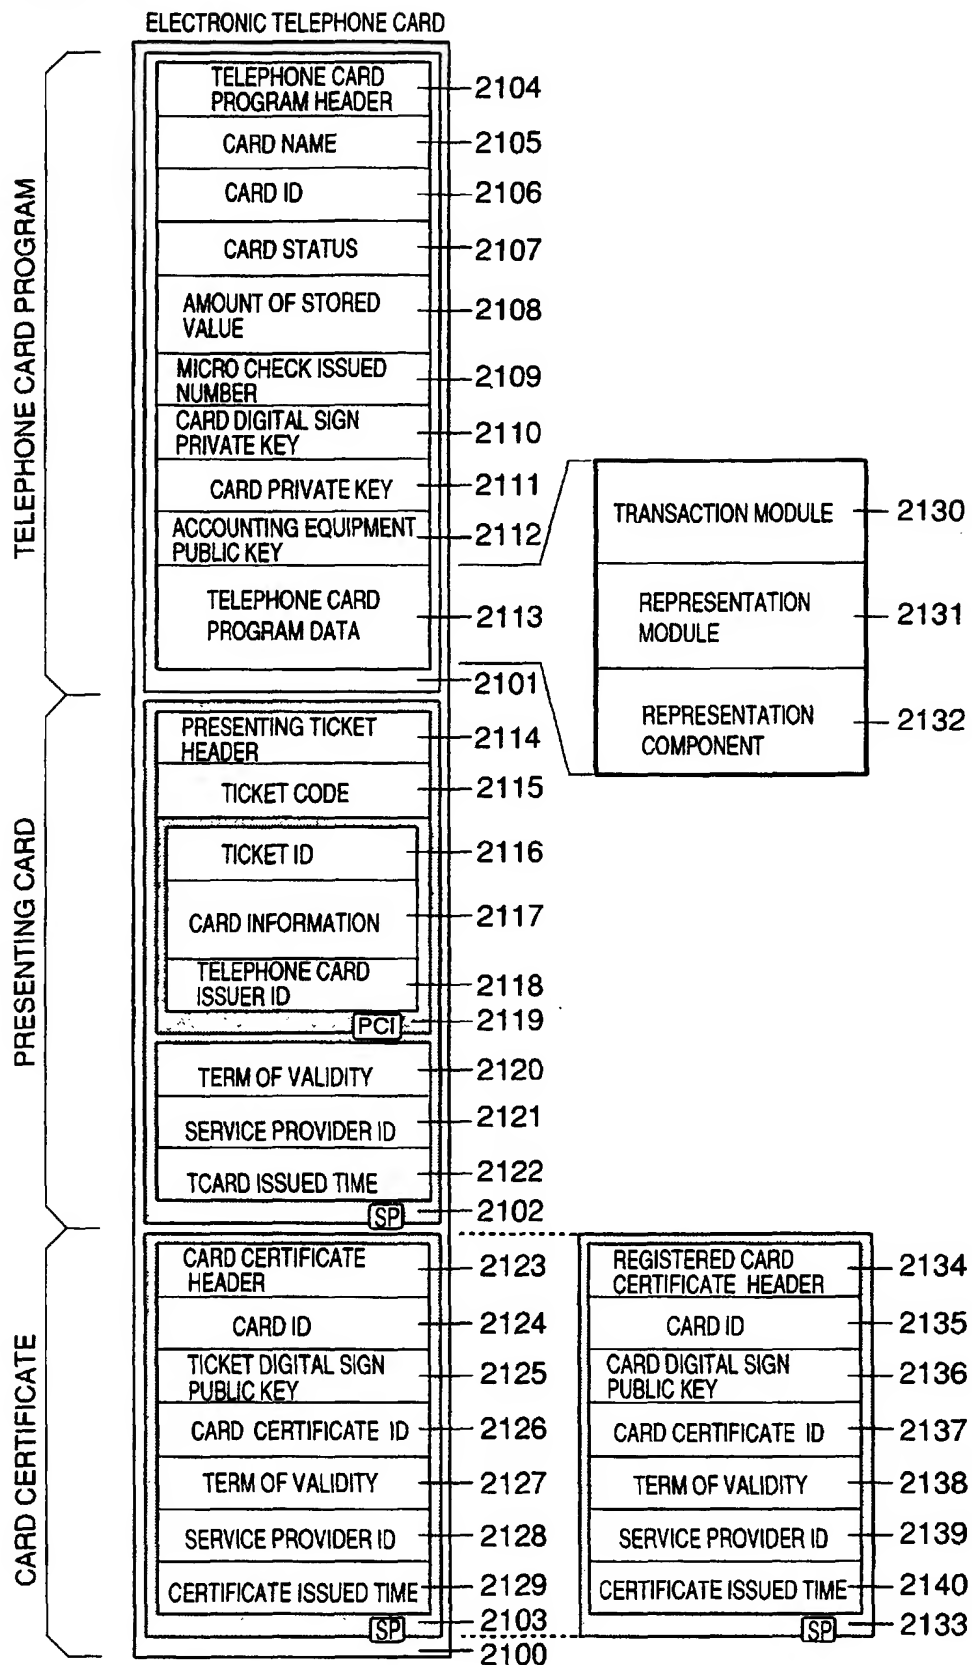 ELECTRONIC TELEPHONE CARD
TELEPHONE CARD PROGRAM
TELEPHONE CARD
PROGRAM HEADER
2104
CARD NAME
2105
CARD ID
2106
CARD STATUS
2107
AMOUNT OF STORED
VALUE
2108
MICRO CHECK ISSUED
NUMBER
2109
CARD DIGITAL SIGN
PRIVATE KEY
2110
CARD PRIVATE KEY
2111
ACCOUNTING EQUIPMENT
PUBLIC KEY
2112
TELEPHONE CARD
PROGRAM DATA
2113
2101
TRANSACTION MODULE
2130
REPRESENTATION
MODULE
2131
REPRESENTATION
COMPONENT
2132
PRESENTING CARD
PRESENTING TICKET
HEADER
2114
TICKET CODE
2115
TICKET ID
2116
CARD INFORMATION
2117
TELEPHONE CARD
ISSUER ID
2118
PCI
2119
TERM OF VALIDITY
2120
SERVICE PROVIDER ID
2121
TCARD ISSUED TIME
2122
SP
2102
CARD CERTIFICATE
CARD CERTIFICATE
HEADER
2123
CARD ID
2124
TICKET DIGITAL SIGN
PUBLIC KEY
2125
CARD CERTIFICATE ID
2126
TERM OF VALIDITY
2127
SERVICE PROVIDER ID
2128
CERTIFICATE ISSUED TIME
2129
SP
2103
2100
REGISTERED CARD
CERTIFICATE HEADER
2134
CARD ID
2135
CARD DIGITAL SIGN
PUBLIC KEY
2136
CARD CERTIFICATE ID
2137
TERM OF VALIDITY
2138
SERVICE PROVIDER ID
2139
CERTIFICATE ISSUED TIME
2140
SP
2133